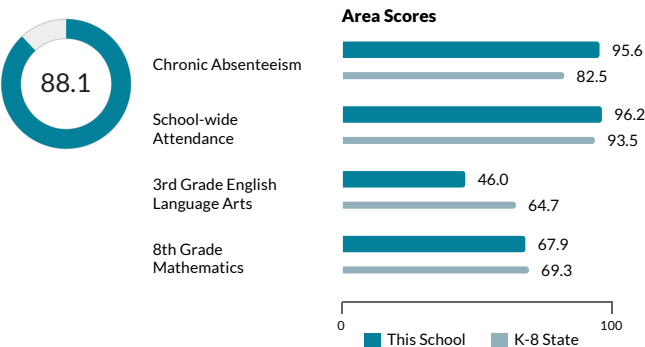 88.1
Area Scores
Chronic Absenteeism
95.6
82.5
School-wide
Attendance
96.2
93.5
3rd Grade English
Language Arts
46.0
64.7
8th Grade
Mathematics
67.9
69.3
0
100
This School
K-8 State